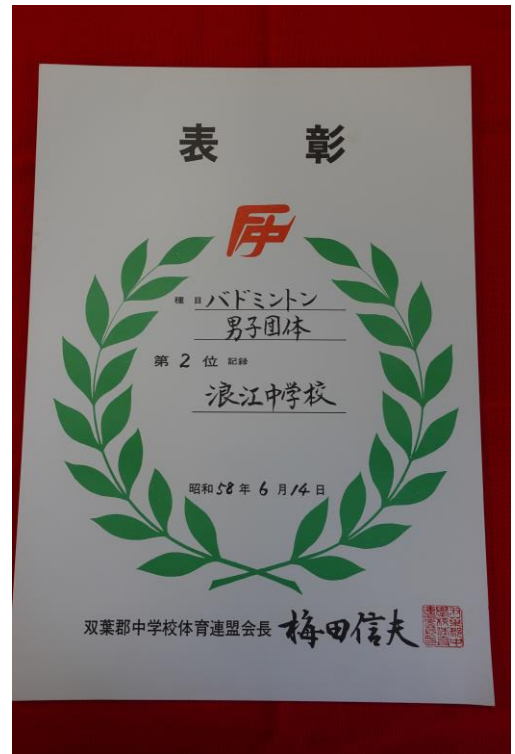 表 彰
種目 バドミントン
男子団体
第 2 位 記録
浪江中学校
昭和 58 年 6 月 14 日
双葉郡中学校体育連盟会長 梅田信夫